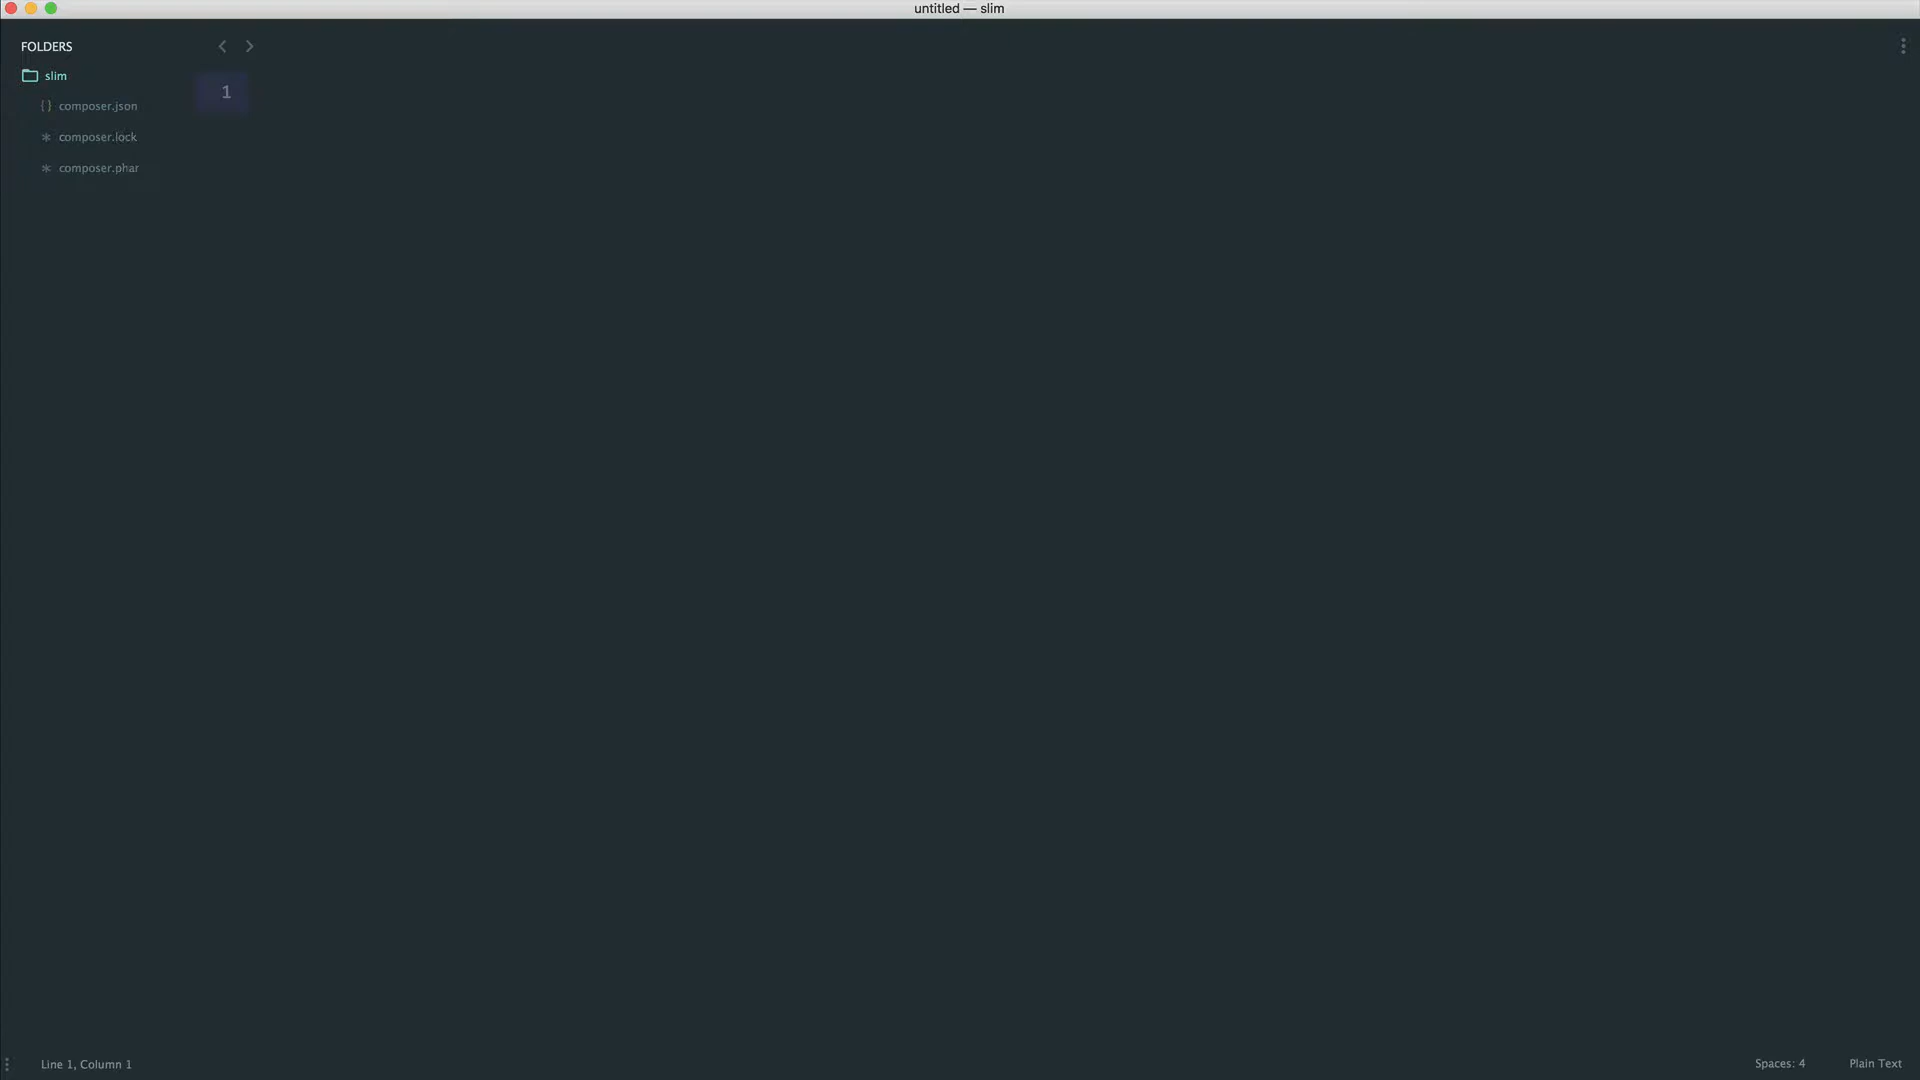 untitled — slim
FOLDERS
slim
{} composer.json
* composer.lock
* composer.phar
1
Line 1, Column 1
Spaces: 4
Plain Text